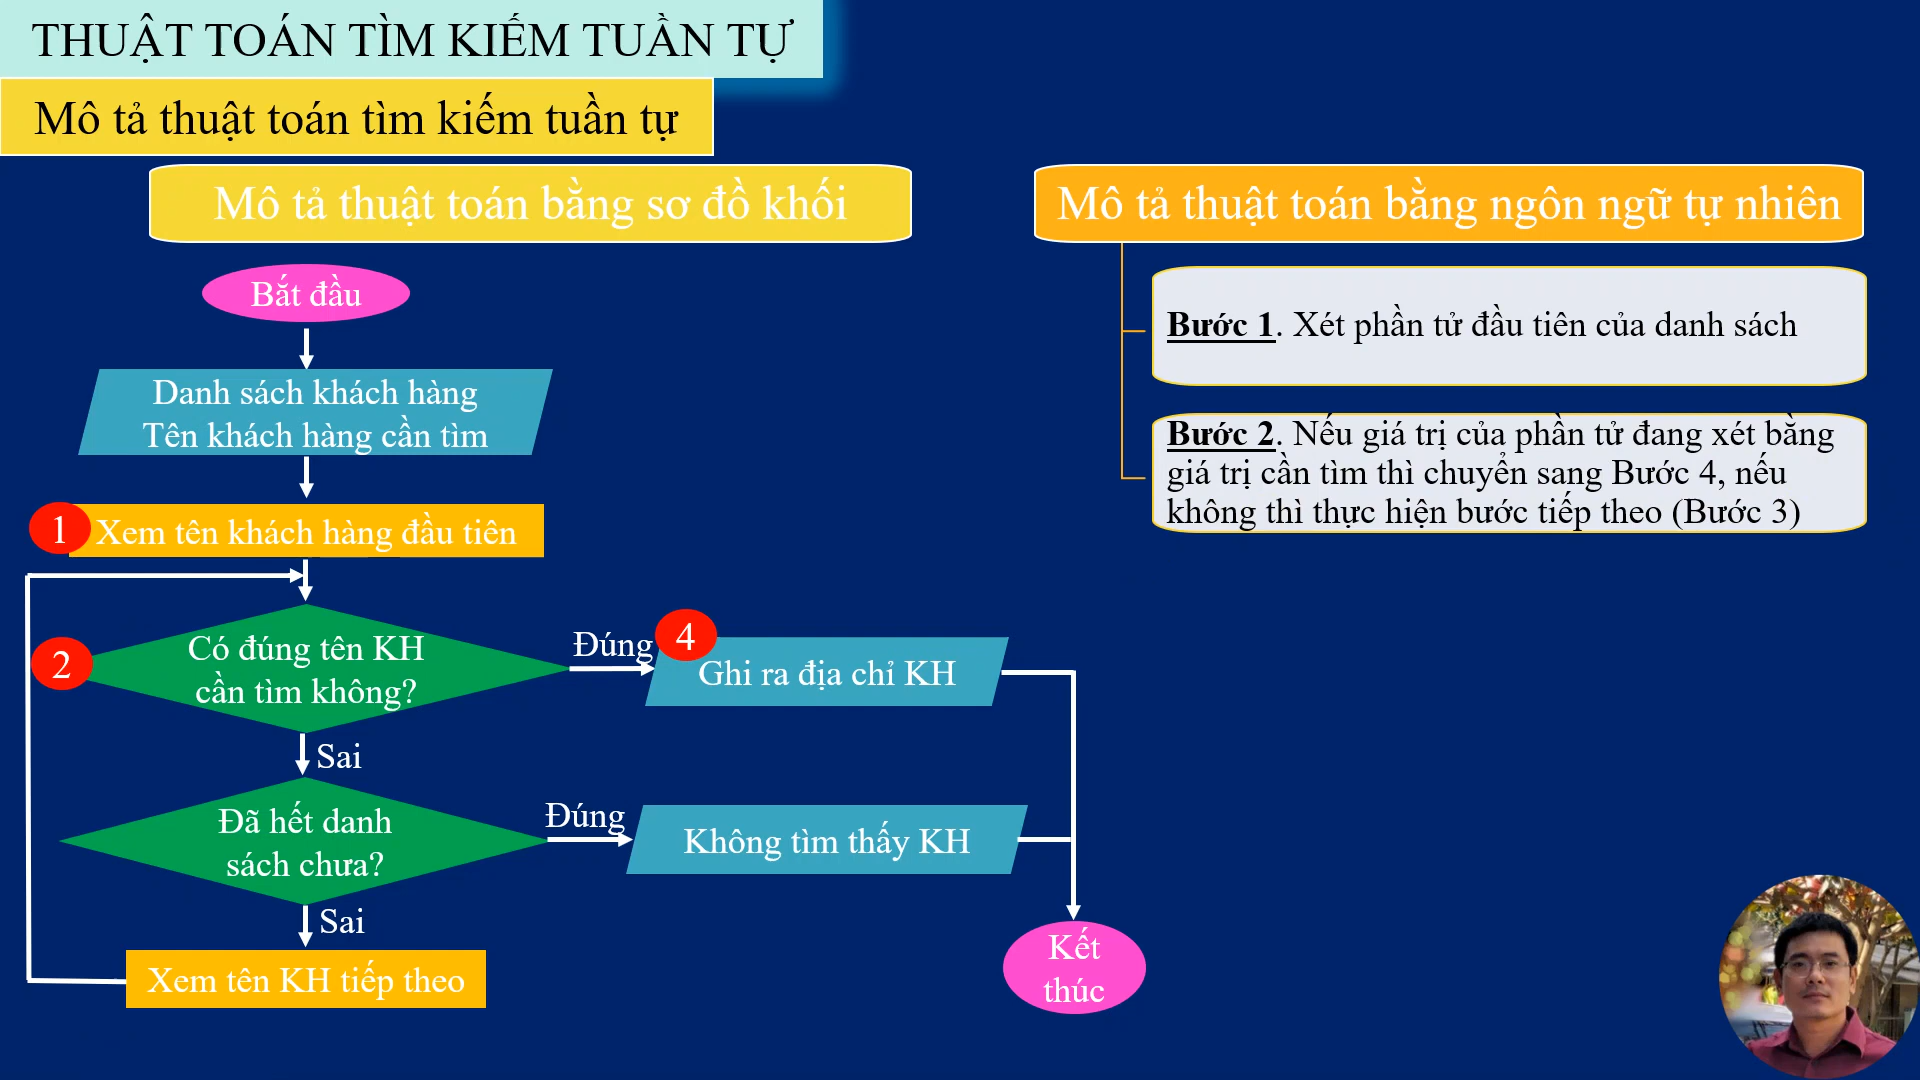 THUẬT TOÁN TÌM KIẾM TUẦN TỰ
Mô tả thuật toán tìm kiếm tuần tự
Mô tả thuật toán bằng sơ đồ khối
Bắt đầu
Danh sách khách hàng
Tên khách hàng cần tìm
1
Xem tên khách hàng đầu tiên
2
Có đúng tên KH
cần tìm không?
Đúng
4
Ghi ra địa chỉ KH
Sai
Đã hết danh
sách chưa?
Đúng
Không tìm thấy KH
Sai
Xem tên KH tiếp theo
Kết
thúc
Mô tả thuật toán bằng ngôn ngữ tự nhiên
Bước 1. Xét phần tử đầu tiên của danh sách
Bước 2. Nếu giá trị của phần tử đang xét bằng
giá trị cần tìm thì chuyển sang Bước 4, nếu
không thì thực hiện bước tiếp theo (Bước 3)